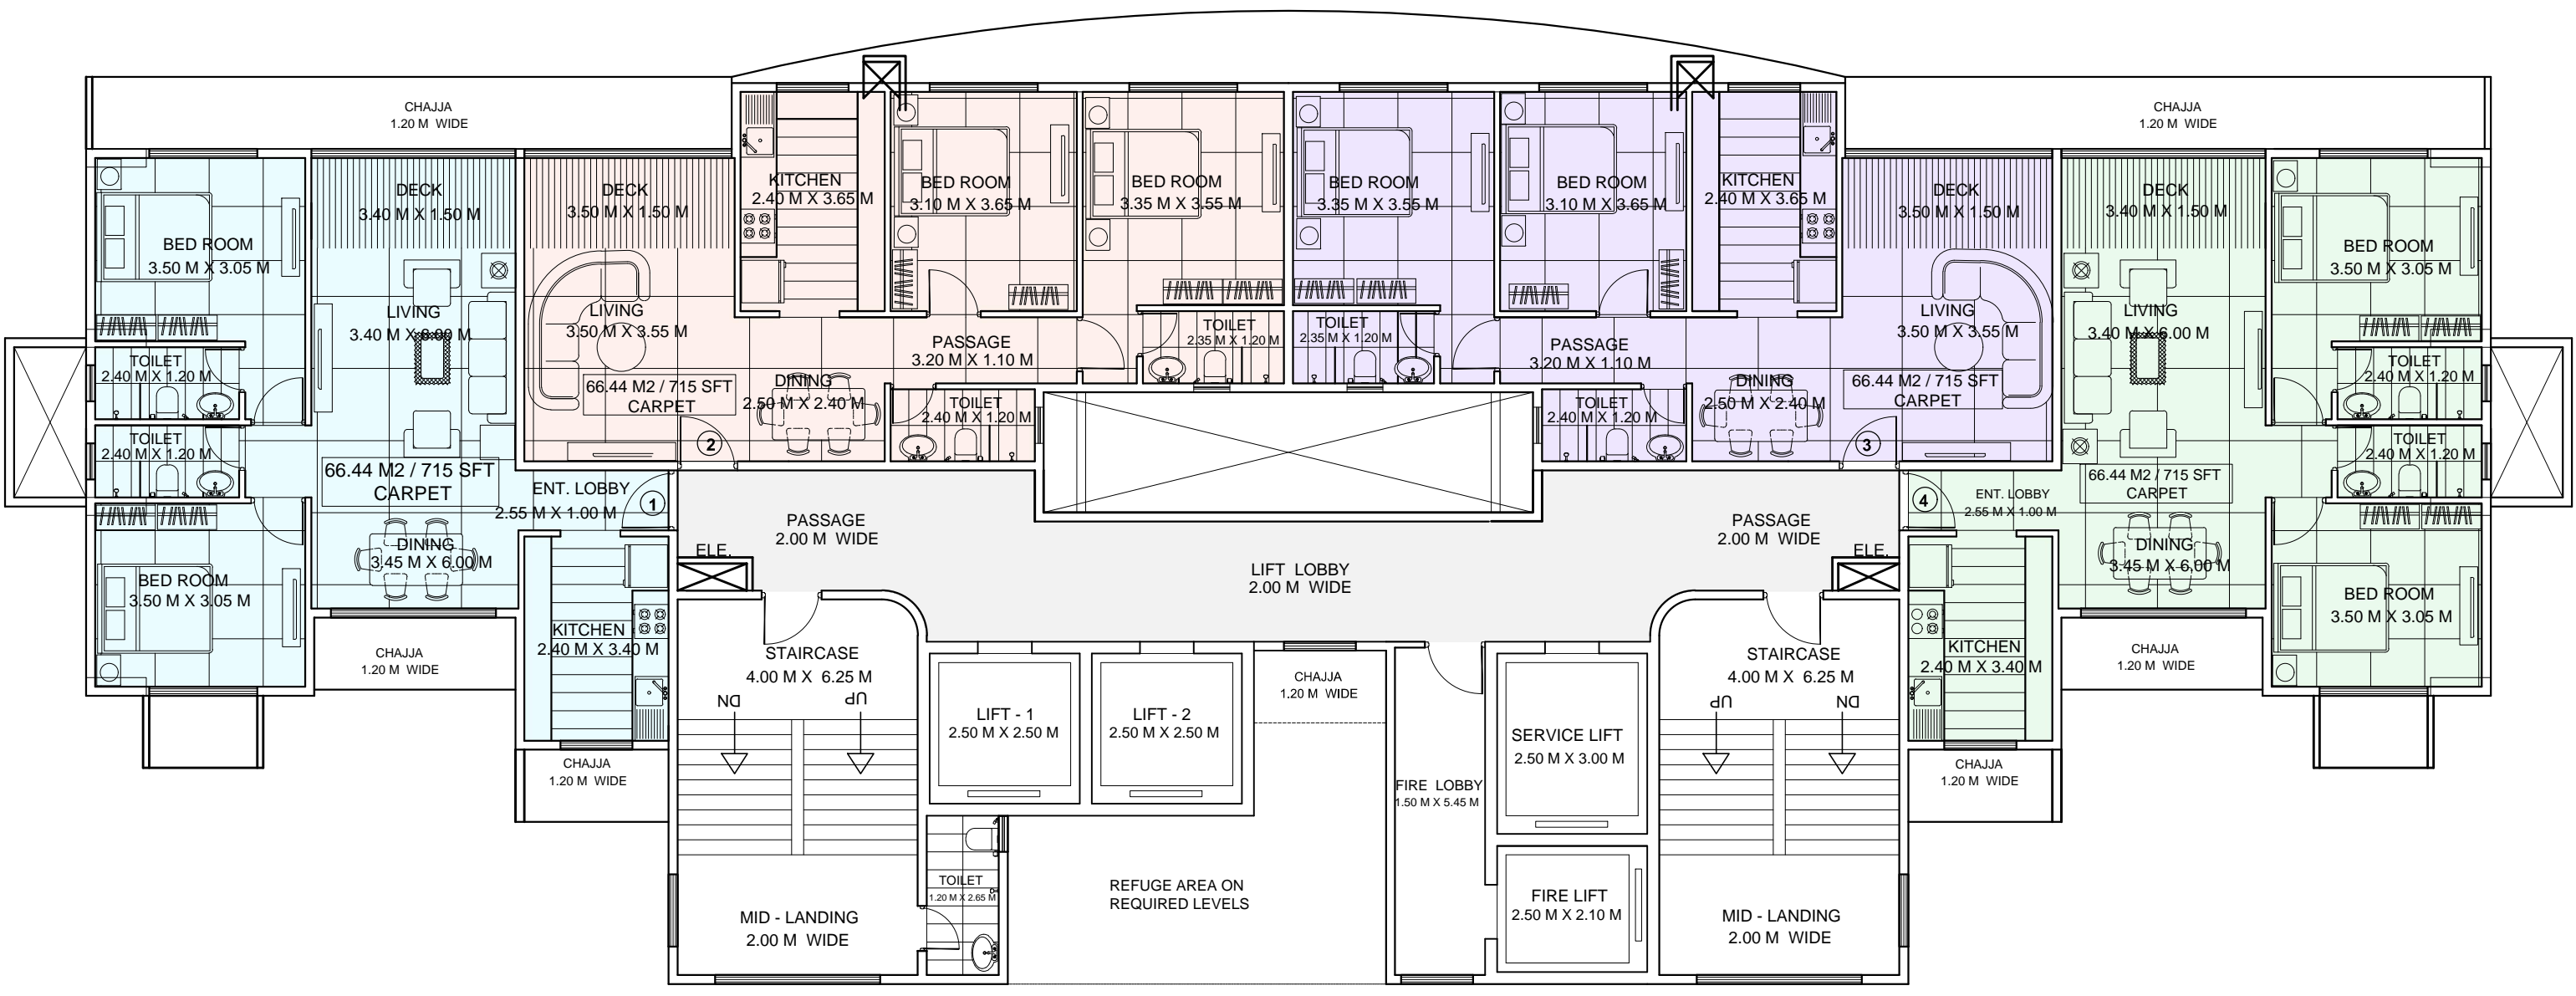 CHAJJA
1.20 M WIDE
CHAJJA
1.20 M WIDE
DECK
3.40 M X 1.50 M
DECK
3.50 M X 1.50 M
KITCHEN
2.40 M X 3.65 M
BED ROOM
3.10 M X 3.65 M
BED ROOM
3.35 M X 3.55 M
BED ROOM
3.35 M X 3.55 M
BED ROOM
3.10 M X 3.65 M
KITCHEN
2.40 M X 3.65 M
DECK
3.50 M X 1.50 M
DECK
3.40 M X 1.50 M
BED ROOM
3.50 M X 3.05 M
BED ROOM
3.50 M X 3.05 M
LIVING
3.40 M X 6.00 M
LIVING
3.50 M X 3.55 M
PASSAGE
3.20 M X 1.10 M
TOILET
2.35 M X 1.20 M
TOILET
2.35 M X 1.20 M
PASSAGE
3.20 M X 1.10 M
LIVING
3.50 M X 3.55 M
LIVING
3.40 M X 6.00 M
TOILET
2.40 M X 1.20 M
66.44 M2 / 715 SFT
CARPET
DINING
2.50 M X 2.40 M
TOILET
2.40 M X 1.20 M
TOILET
2.40 M X 1.20 M
DINING
2.50 M X 2.40 M
66.44 M2 / 715 SFT
CARPET
TOILET
2.40 M X 1.20 M
TOILET
2.40 M X 1.20 M
2
3
TOILET
2.40 M X 1.20 M
66.44 M2 / 715 SFT
CARPET
ENT. LOBBY
2.55 M X 1.00 M
1
4
ENT. LOBBY
2.55 M X 1.00 M
66.44 M2 / 715 SFT
CARPET
PASSAGE
2.00 M WIDE
PASSAGE
2.00 M WIDE
ELE.
ELE.
DINING
3.45 M X 6.00 M
DINING
3.45 M X 6.00 M
LIFT LOBBY
2.00 M WIDE
BED ROOM
3.50 M X 3.05 M
BED ROOM
3.50 M X 3.05 M
KITCHEN
2.40 M X 3.40 M
KITCHEN
2.40 M X 3.40 M
CHAJJA
1.20 M WIDE
STAIRCASE
4.00 M X 6.25 M
CHAJJA
1.20 M WIDE
STAIRCASE
4.00 M X 6.25 M
CHAJJA
1.20 M WIDE
DN
UP
UP
DN
LIFT - 1
2.50 M X 2.50 M
LIFT - 2
2.50 M X 2.50 M
SERVICE LIFT
2.50 M X 3.00 M
CHAJJA
1.20 M WIDE
CHAJJA
1.20 M WIDE
FIRE LOBBY
1.50 M X 5.45 M
TOILET
1.20 M X 2.65 M
REFUGE AREA ON
REQUIRED LEVELS
FIRE LIFT
2.50 M X 2.10 M
MID - LANDING
2.00 M WIDE
MID - LANDING
2.00 M WIDE